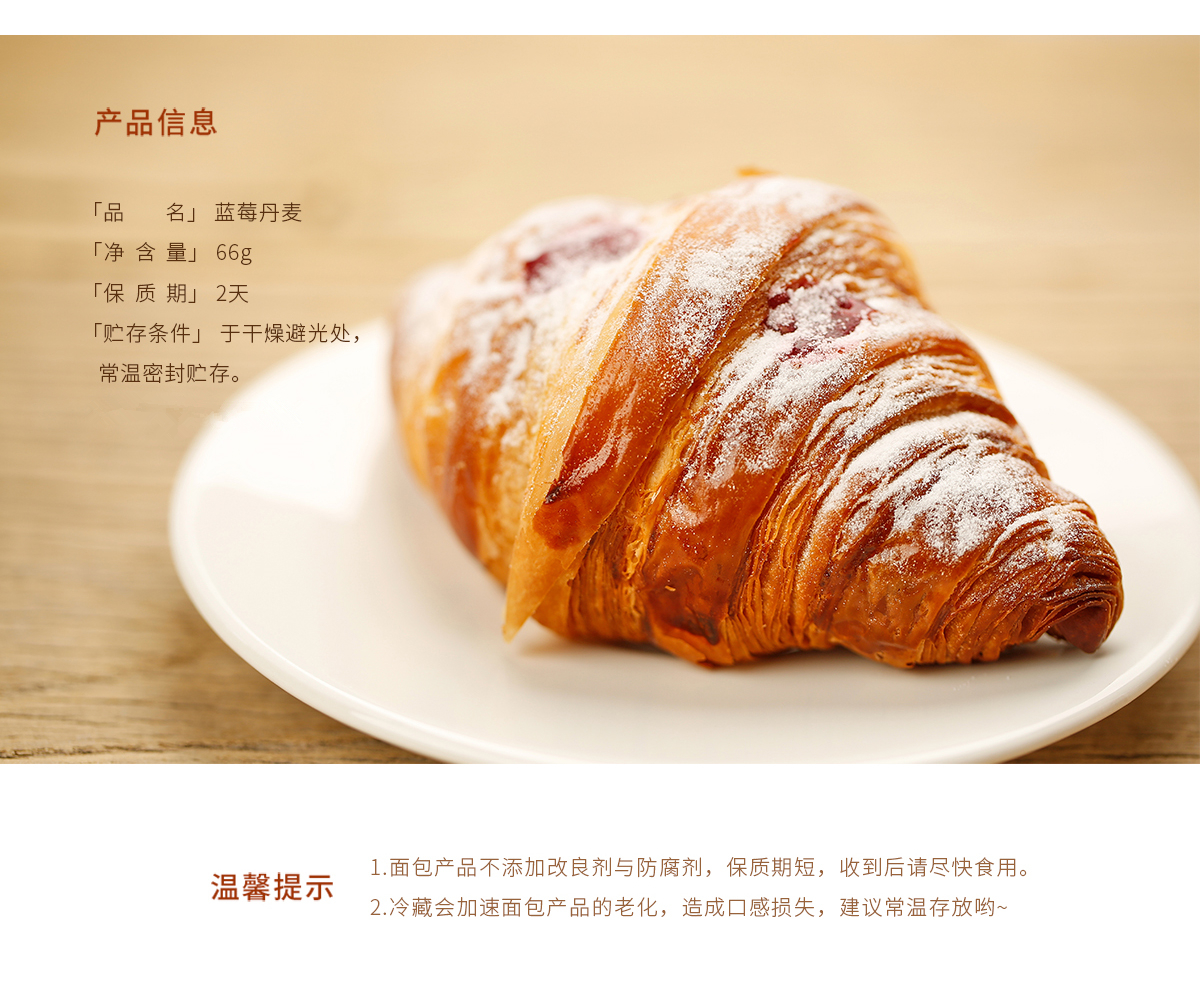 产品信息
「品 名」 蓝莓丹麦
「净 含 量」 66g
「保 质 期」 2天
「贮存条件」 于干燥避光处，
常温密封贮存。
温馨提示
1.面包产品不添加改良剂与防腐剂，保质期短，收到后请尽快食用。
2.冷藏会加速面包产品的老化，造成口感损失，建议常温存放哟~